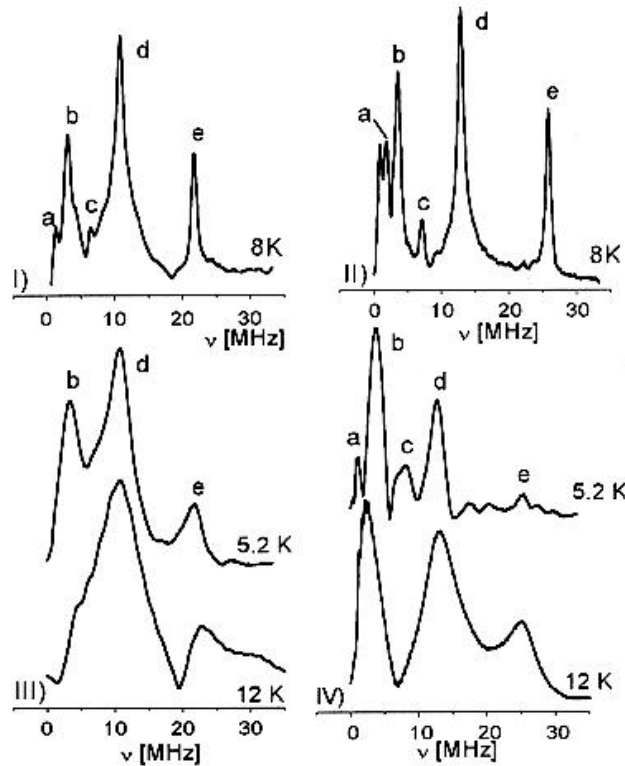 d
b
a
c
e
8K
I)
0 10 20 30
ν [MHz]
d
b
a
e
c
8K
II)
0 10 20 30
ν [MHz]
b
d
e
5.2 K
12 K
III)
0 10 20 30
ν [MHz]
b
d
a
c
e
5.2 K
12 K
IV)
0 10 20 30
ν [MHz]